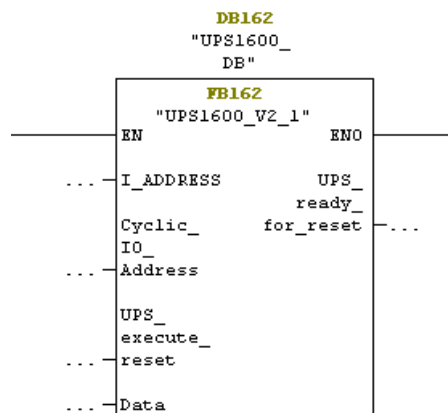 DB162
"UPS1600_
DB"
FB162
"UPS1600_V2_1"
EN ENO
... I_ADDRESS UPS_
ready_
Cyclic_ for_reset ...
IO_
... Address
UPS_
execute_
... reset
... Data